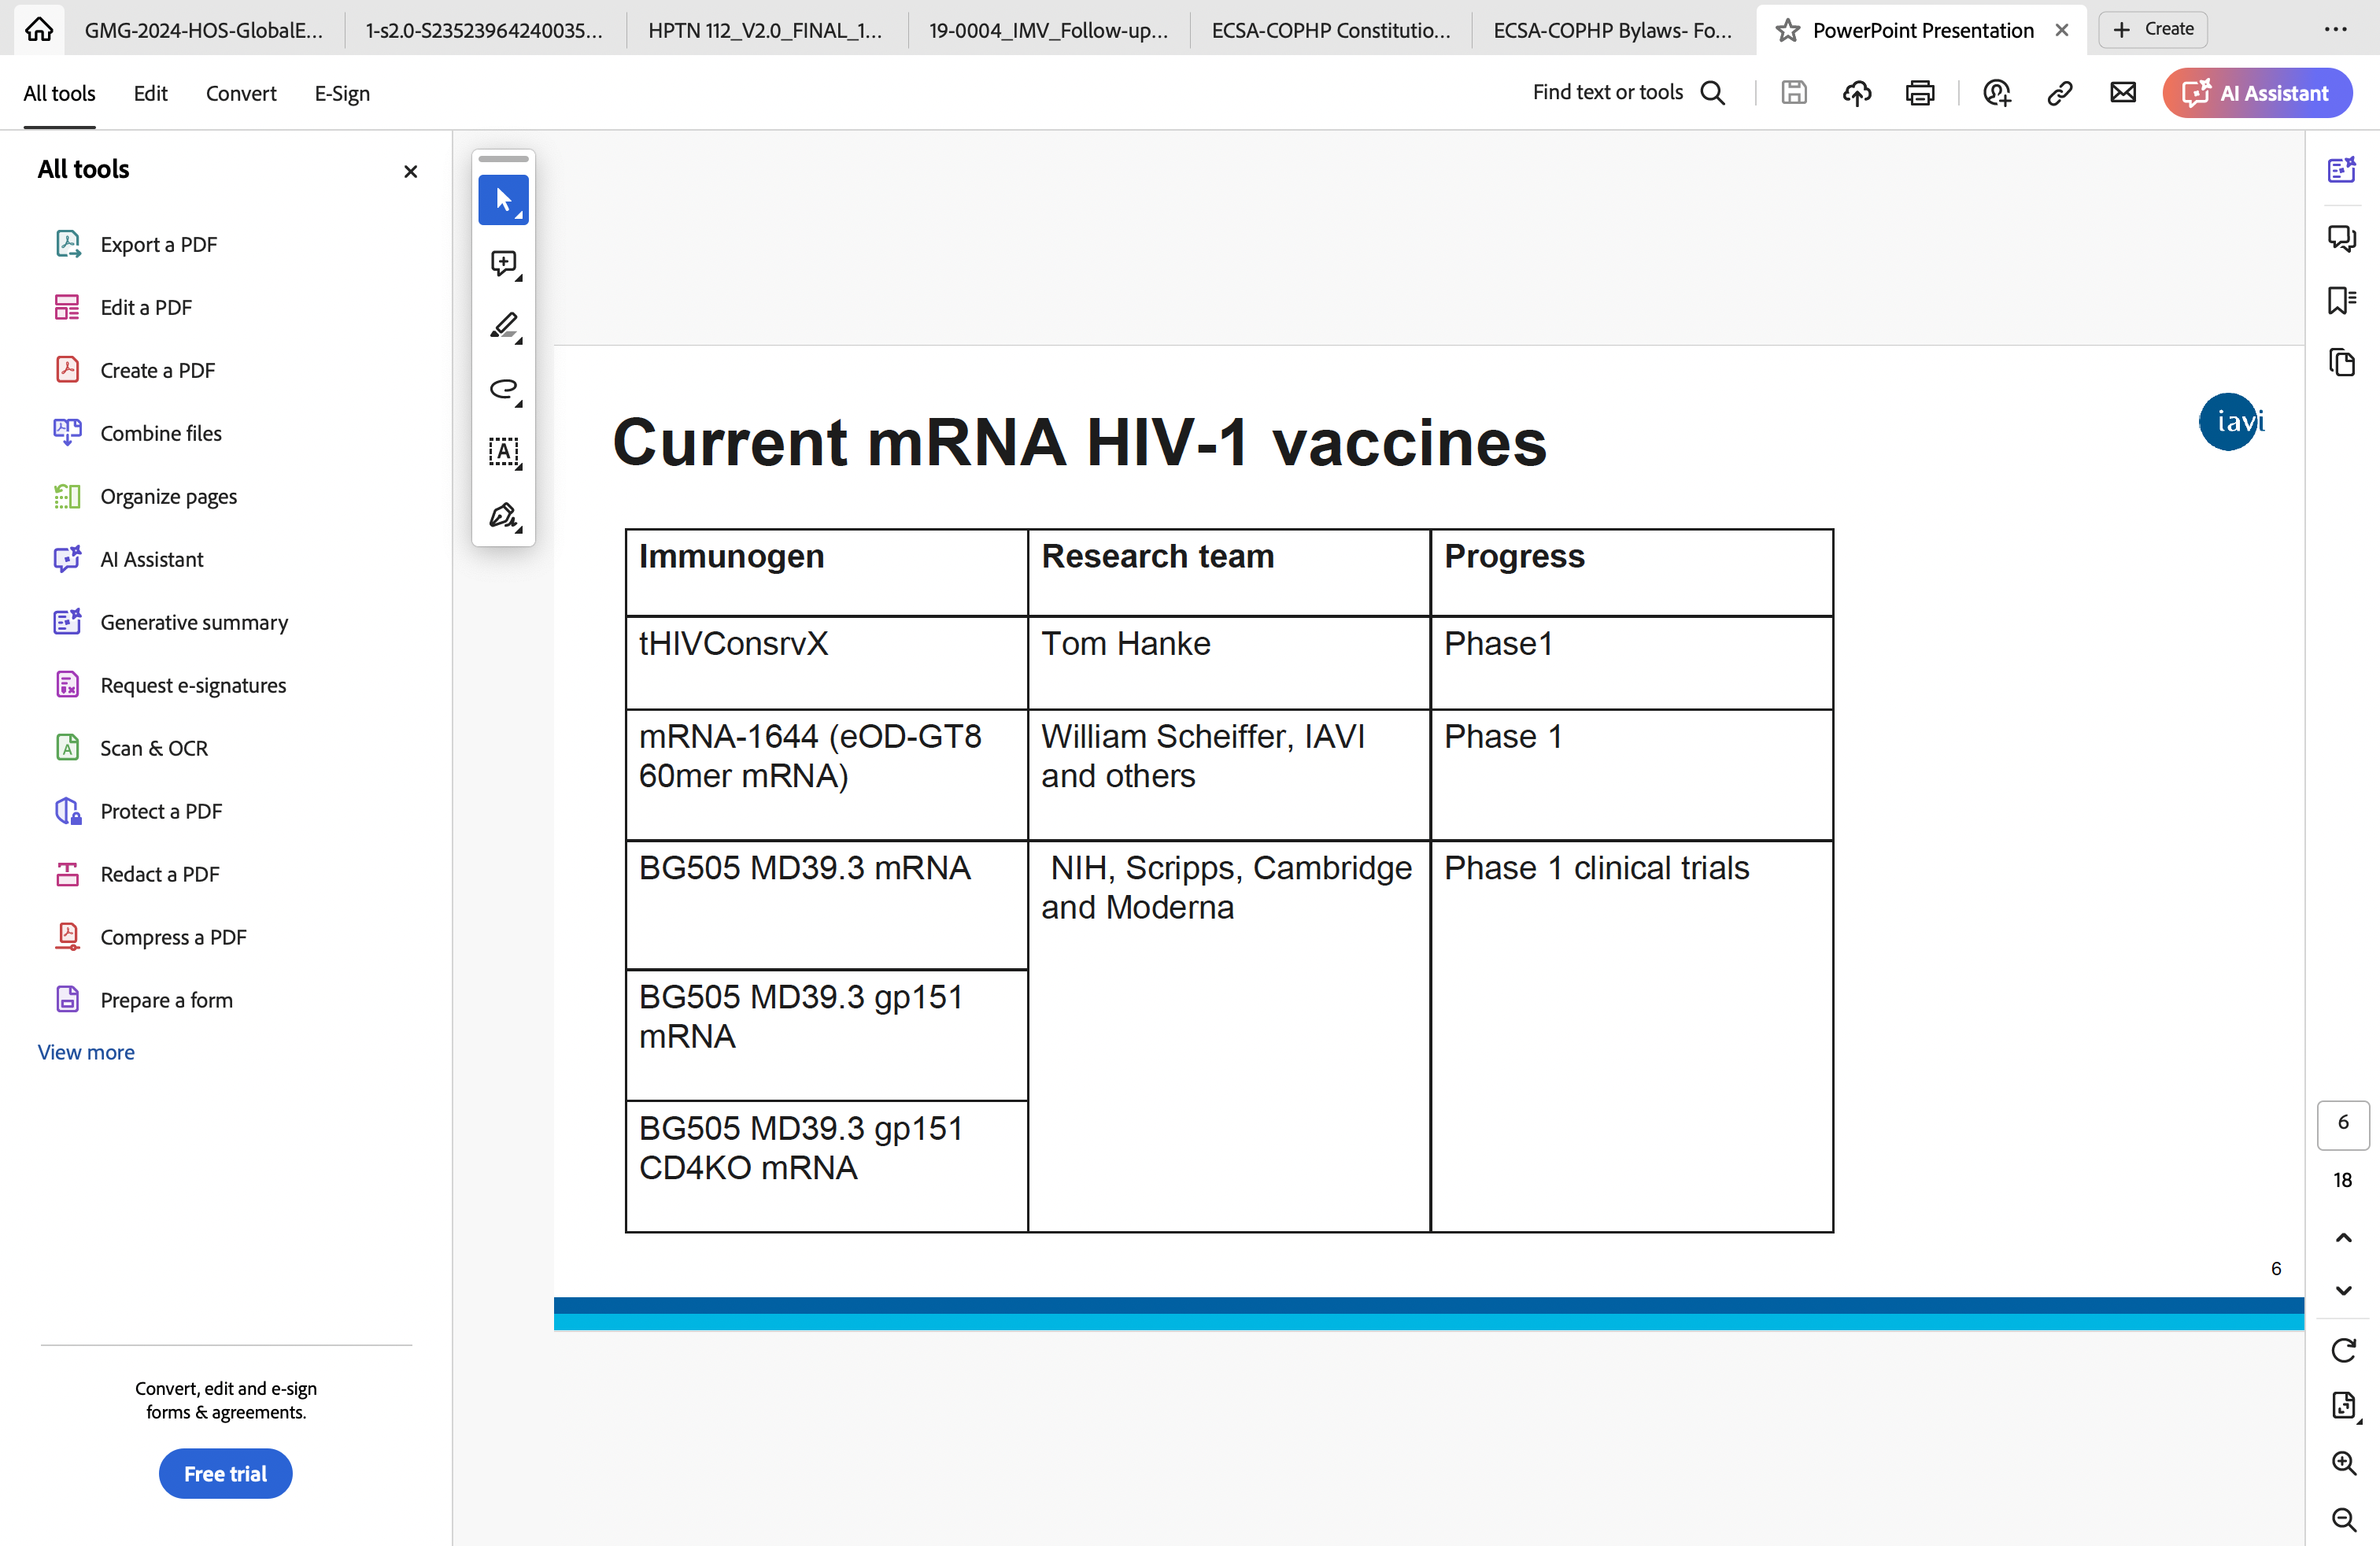 GMG-2024-HOS-GlobalE...
1-s2.0-S23523964240035...
HPTN 112_V2.0_FINAL_1...
19-0004_IMV_Follow-up...
ECSA-COPHP Constitutio...
ECSA-COPHP Bylaws- Fo...
PowerPoint Presentation
Create
All tools
Edit
Convert
E-Sign
Find text or tools
AI Assistant
All tools
Export a PDF
Edit a PDF
Create a PDF
Combine files
Organize pages
AI Assistant
Generative summary
Request e-signatures
Scan & OCR
Protect a PDF
Redact a PDF
Compress a PDF
Prepare a form
View more
Convert, edit and e-sign
forms & agreements.
Free trial
Current mRNA HIV-1 vaccines
iavi
Immunogen
Research team
Progress
tHIVConsrvX
Tom Hanke
Phase1
mRNA-1644 (eOD-GT8
60mer mRNA)
William Scheiffer, IAVI
and others
Phase 1
BG505 MD39.3 mRNA
NIH, Scripps, Cambridge
and Moderna
Phase 1 clinical trials
BG505 MD39.3 gp151
mRNA
BG505 MD39.3 gp151
CD4KO mRNA
6
6
18